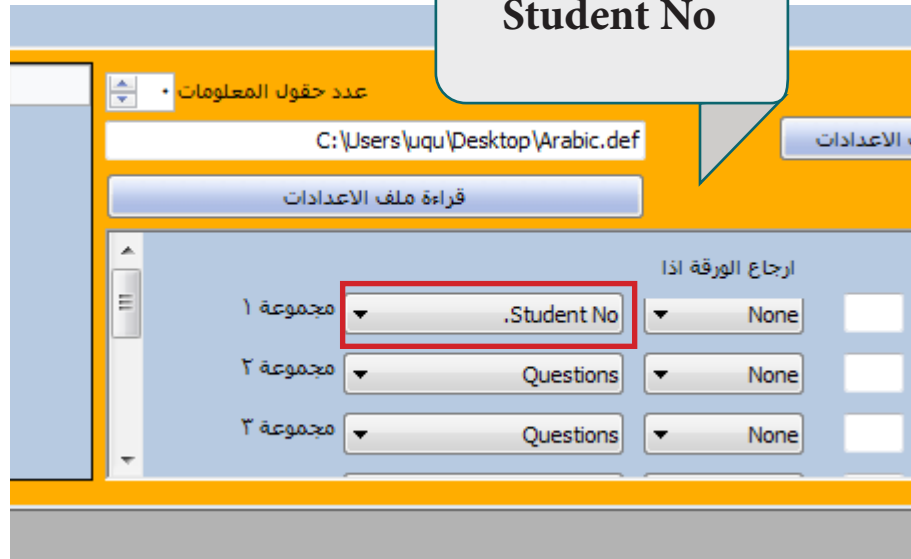 Student No
عدد حقول المعلومات ٠
C:\Users\uqu\Desktop\Arabic.def
الاعدادات
قراءة ملف الاعدادات
ارجاع الورقة اذا
مجموعة ١ .Student No None
مجموعة ٢ Questions None
مجموعة ٣ Questions None